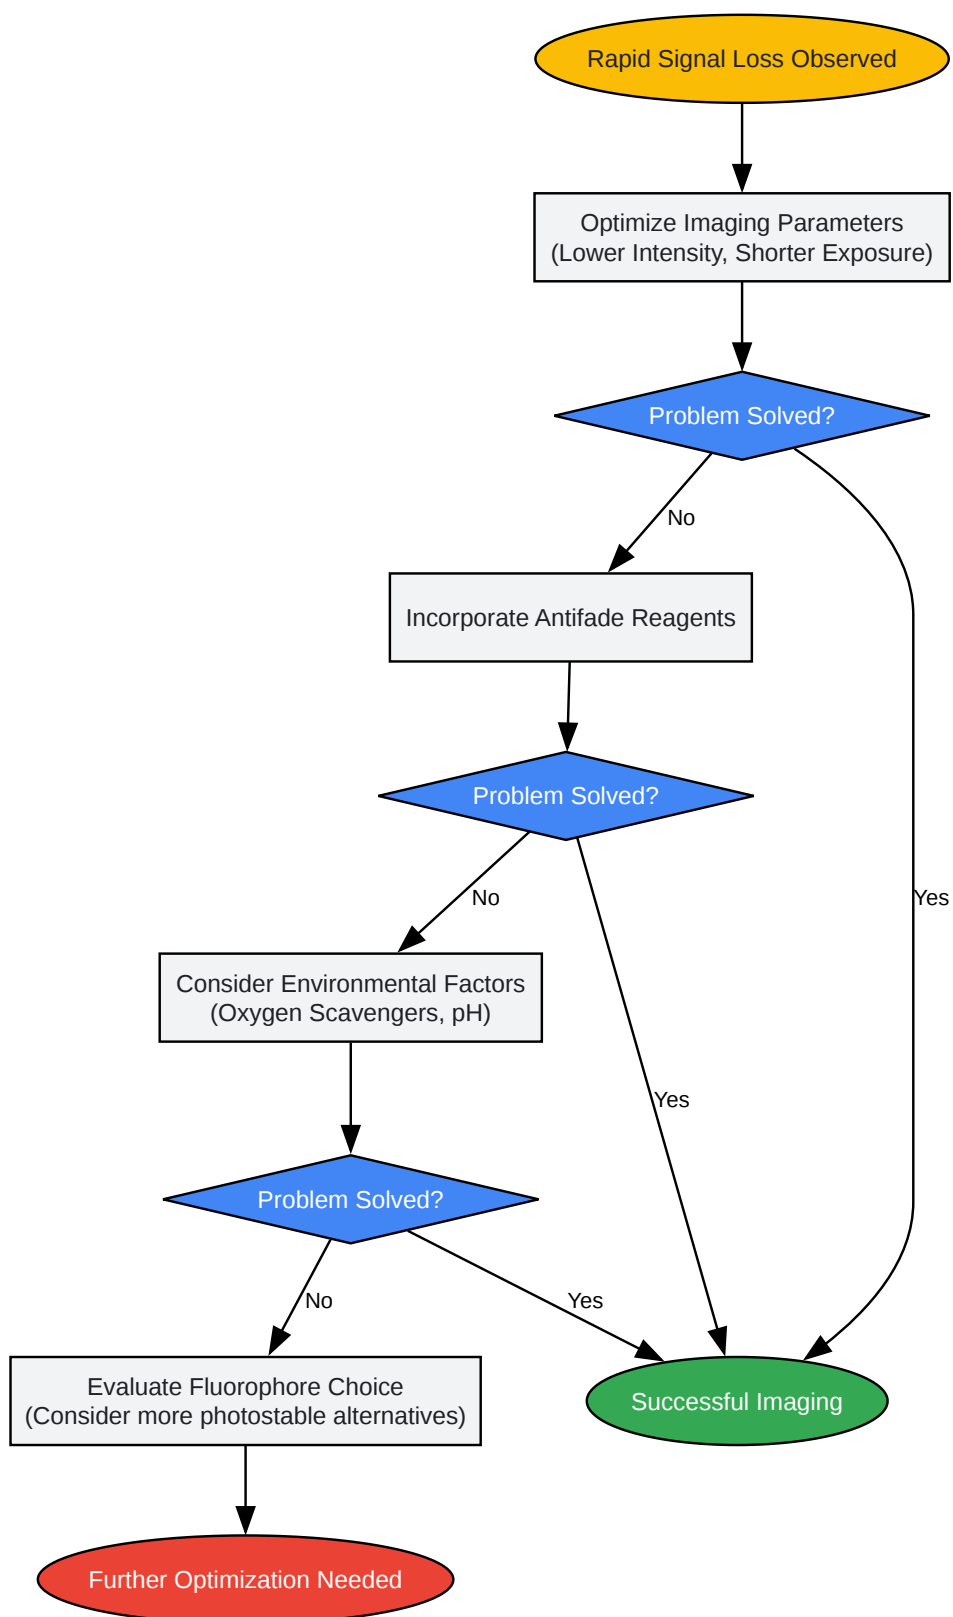 Rapid Signal Loss Observed
Optimize Imaging Parameters
(Lower Intensity, Shorter Exposure)
Problem Solved?
No
Incorporate Antifade Reagents
Problem Solved?
No
Yes
Consider Environmental Factors
(Oxygen Scavengers, pH)
Yes
Problem Solved?
No
Yes
Evaluate Fluorophore Choice
(Consider more photostable alternatives)
Successful Imaging
Further Optimization Needed